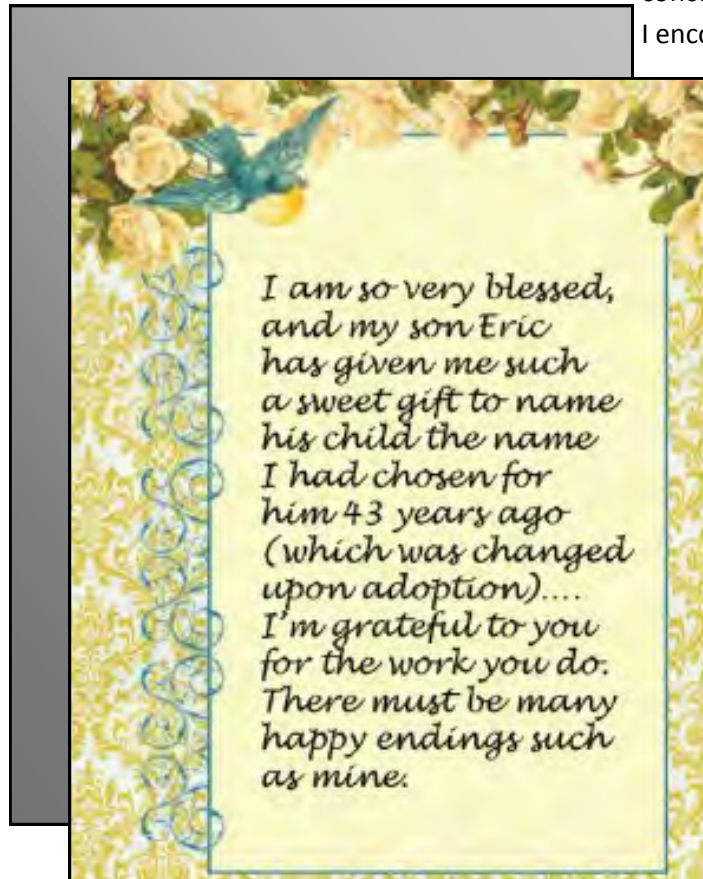 I enco
I am so very blessed,
and my son Eric
has given me such
a sweet gift to name
his child the name
I had chosen for
him 43 years ago
(which was changed
upon adoption)....
I'm grateful to you
for the work you do.
There must be many
happy endings such
as mine.